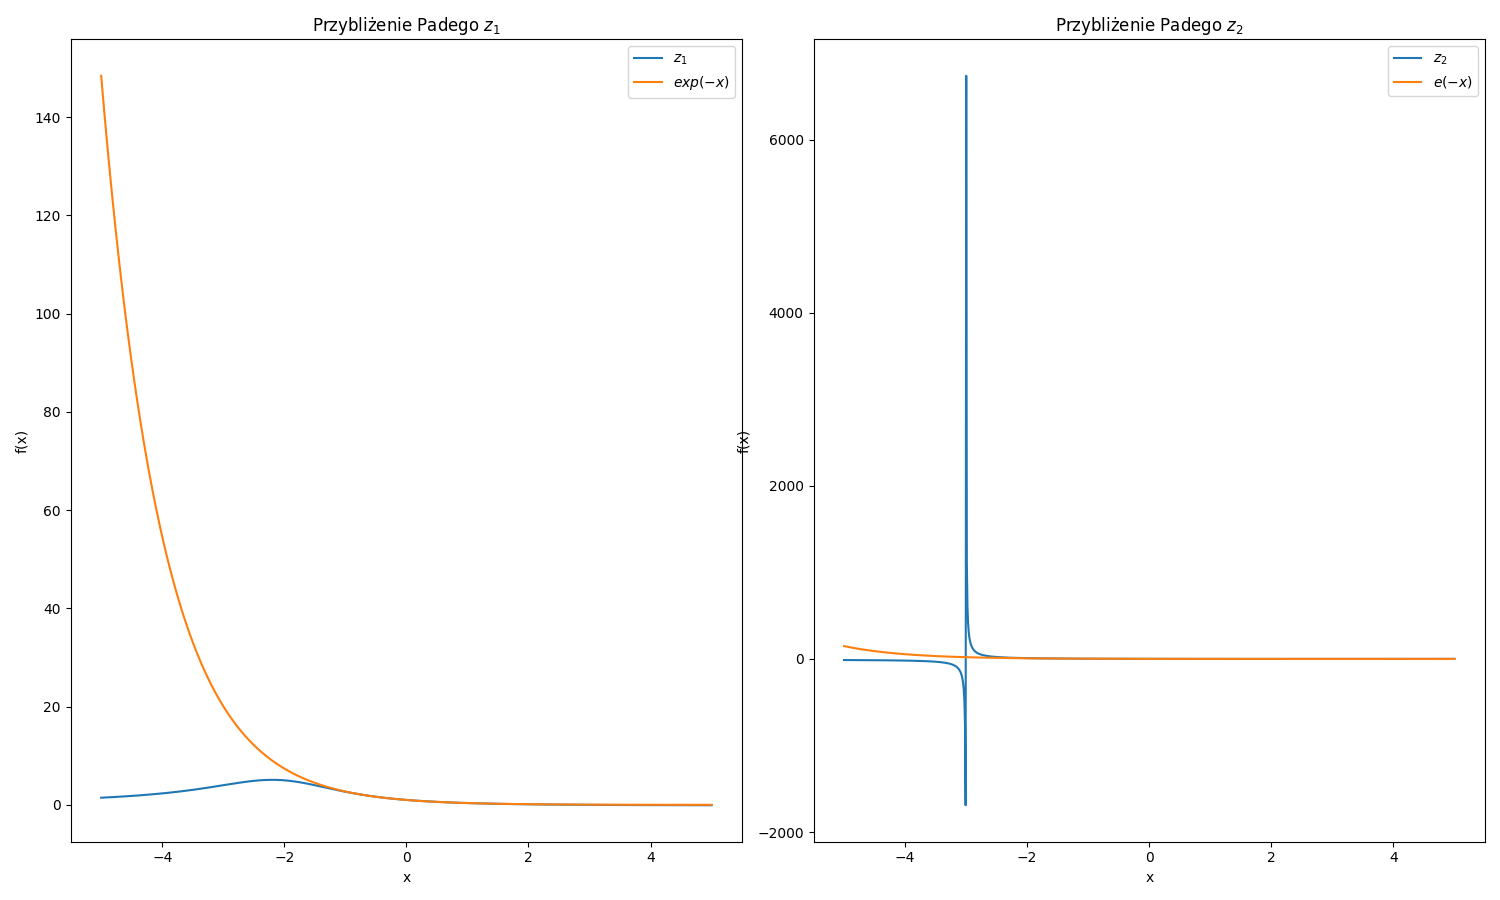 Przybliżenie Padego z₁
z₁
exp(−x)
140
120
100
80
60
40
20
0
f(x)
−4 −2 0 2 4
x
Przybliżenie Padego z₂
z₂
e(−x)
6000
4000
2000
0
−2000
f(x)
−4 −2 0 2 4
x